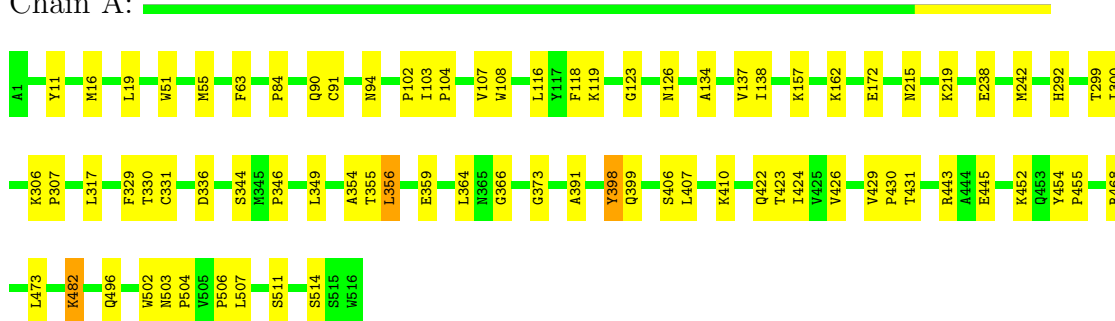 Chain A:
A1 Y11 M16 L19 W51 M55 F63 P84 Q90 C91 N94 P102 I103 P104 V107 W108 L116 Y117 F118 K119 G123 N126 A134 V137 I138 K157 K162 E172 N215 K219 E238 M242 H292 T299
K306 P307 L317 F329 T330 C331 D336 S344 M345 P346 L349 A354 T355 L356 E359 L364 N365 G366 G373 A391 Y398 Q399 S406 L407 K410 Q422 T423 I424 V425 V426 V429 P430 T431 R443 A444 E445 K452 Q453 Y454 P455
L473 K482 Q496 W502 N503 P504 V505 P506 L507 S511 S514 S515 W516